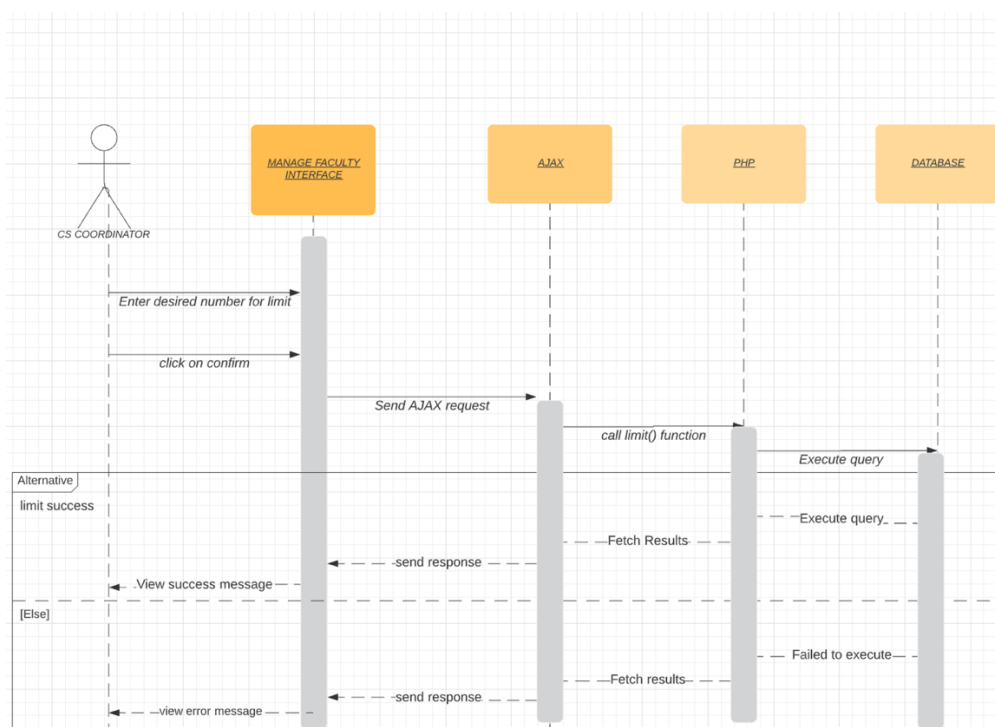 MANAGE FACULTY
INTERFACE
AJAX
PHP
DATABASE
CS COORDINATOR
Enter desired number for limit
click on confirm
Send AJAX request
call limit() function
Execute query
Alternative
limit success
Execute query
Fetch Results
send response
View success message
[Else]
Failed to execute
Fetch results
send response
view error message